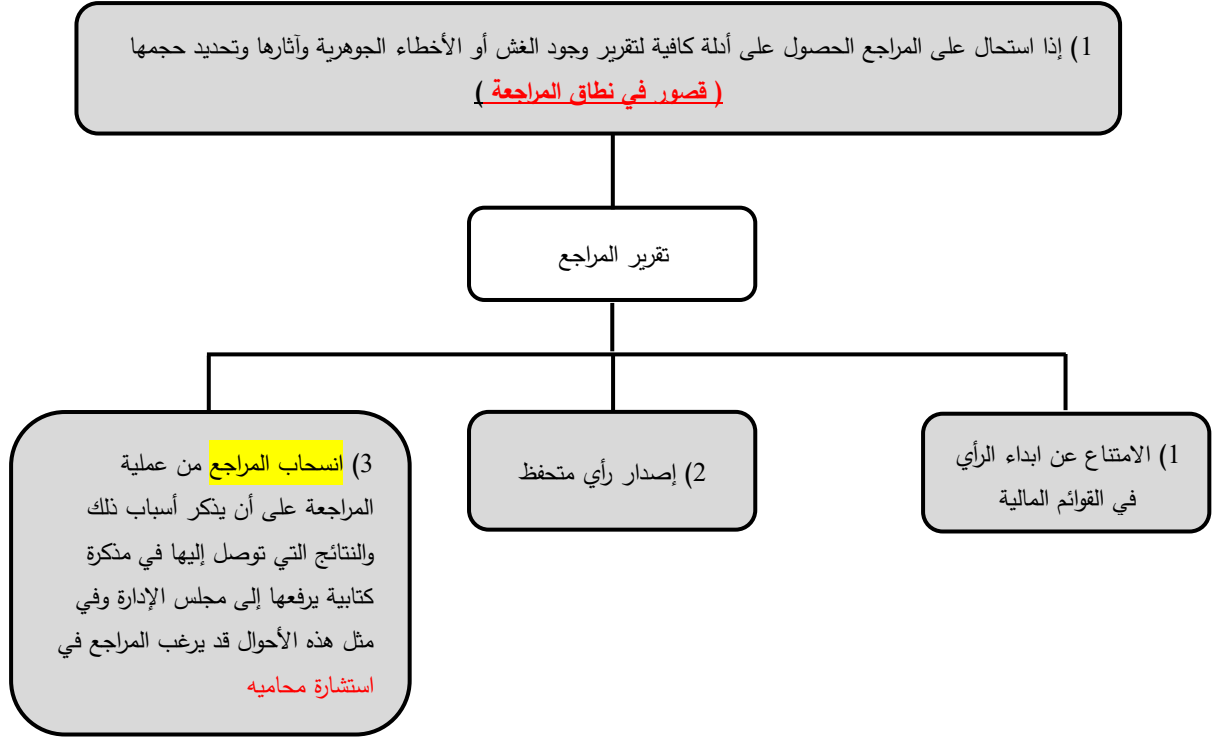 1) إذا استحال على المراجع الحصول على أدلة كافية لتقرير وجود الغش أو الأخطاء الجوهرية وآثارها وتحديد حجمها
( قصور في نطاق المراجعة )
تقرير المراجع
1) الامتناع عن ابداء الرأي
في القوائم المالية
2) إصدار رأي متحفظ
3) انسحاب المراجع من عملية
المراجعة على أن يذكر أسباب ذلك
والنتائج التي توصل إليها في مذكرة
كتابية يرفعها إلى مجلس الإدارة وفي
مثل هذه الأحوال قد يرغب المراجع في
استشارة محاميه